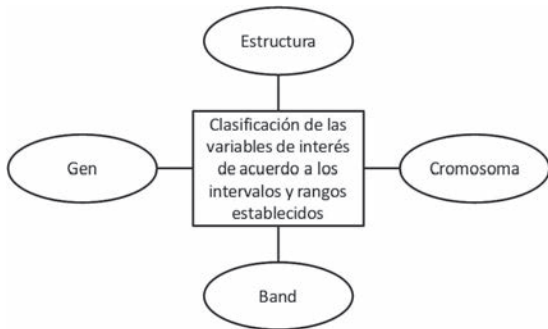 Estructura
Clasificación de las
variables de interés
de acuerdo a los
intervalos y rangos
establecidos
Gen
Cromosoma
Band